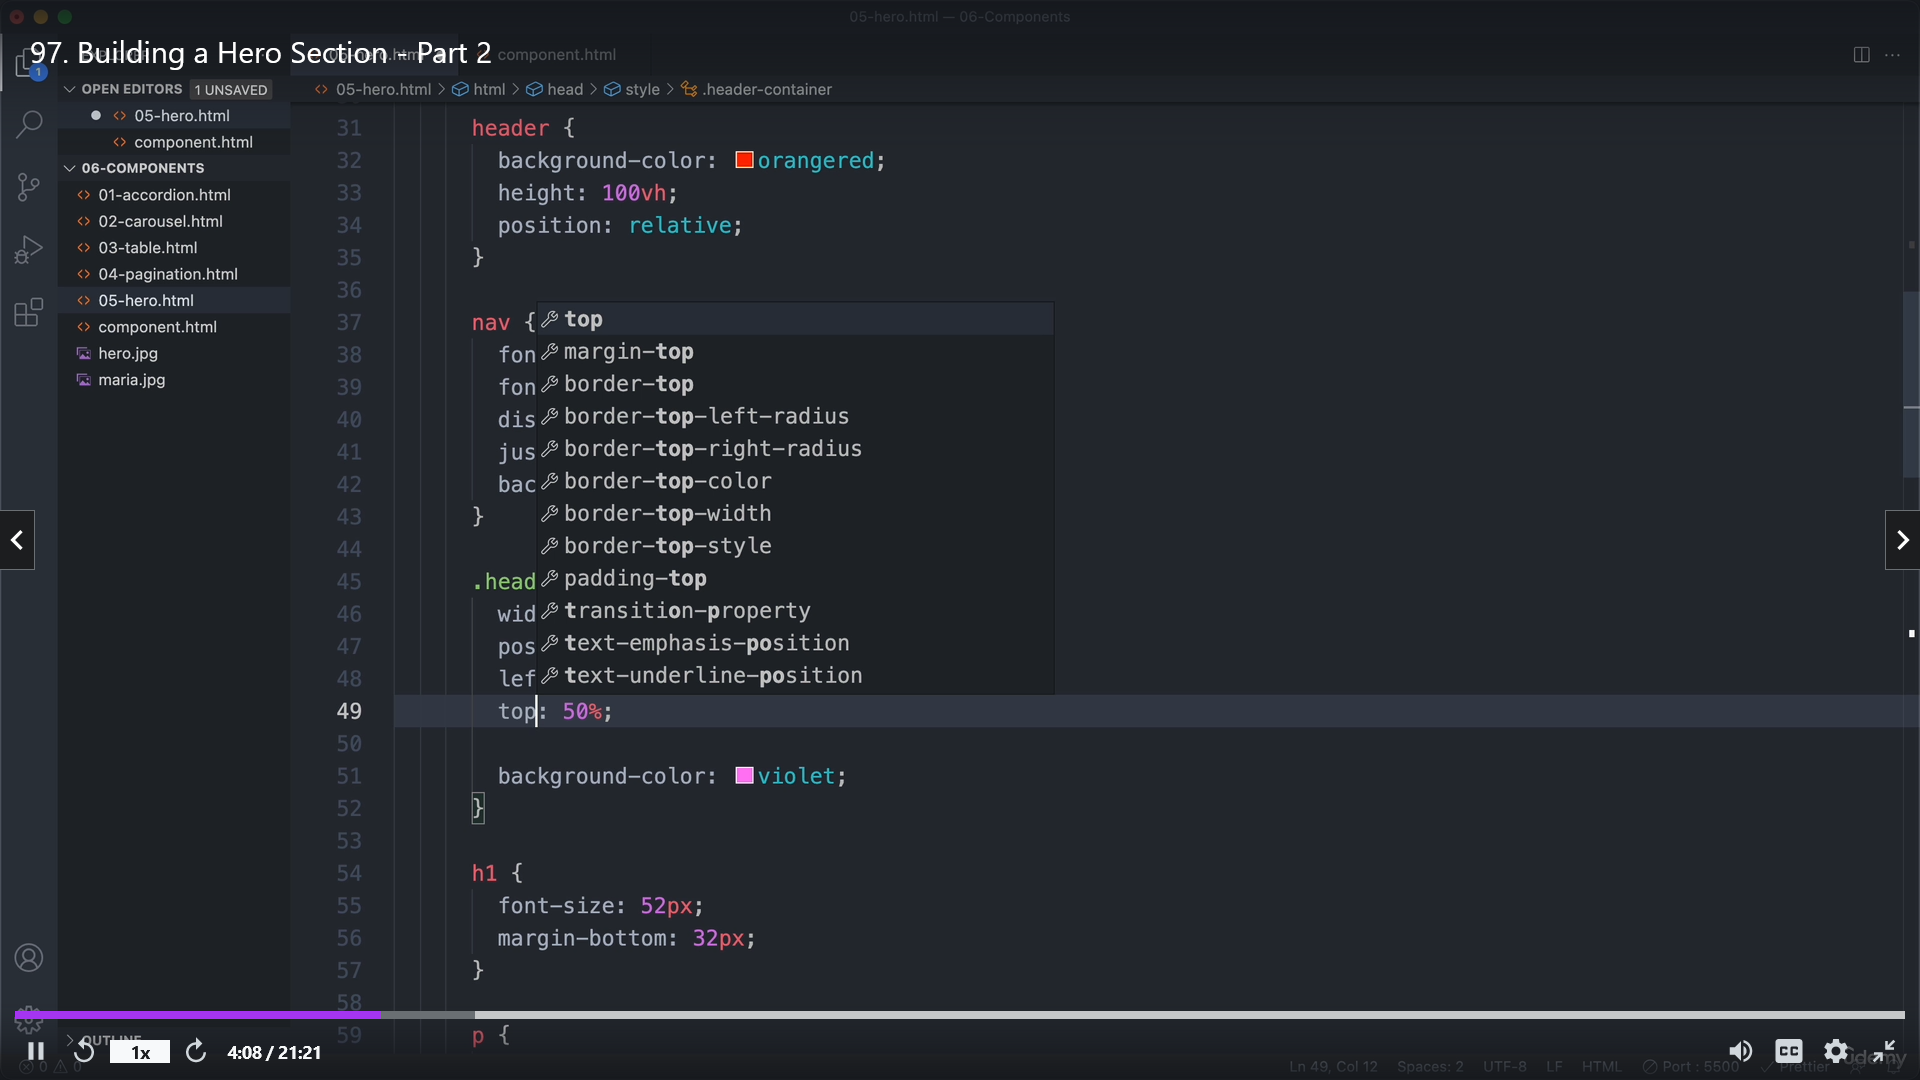 05-hero.html — 06-Components
97. Building a Hero Section - Part 2
component.html
1
OPEN EDITORS 1 UNSAVED
05-hero.html > html > head > style > .header-container
05-hero.html
component.html
06-COMPONENTS
01-accordion.html
02-carousel.html
03-table.html
04-pagination.html
05-hero.html
component.html
hero.jpg
maria.jpg
OUTLINE
31 header {
32 background-color: orangered;
33 height: 100vh;
34 position: relative;
35 }
36
37 nav {
38 fon
39 fon
40 dis
41 jus
42 bac
43 }
44
45 .head
46 wid
47 pos
48 lef
49 top: 50%;
50
51 background-color: violet;
52 }
53
54 h1 {
55 font-size: 52px;
56 margin-bottom: 32px;
57 }
58
59 p {
top
margin-top
border-top
border-top-left-radius
border-top-right-radius
border-top-color
border-top-width
border-top-style
padding-top
transition-property
text-emphasis-position
text-underline-position
1x 4:08 / 21:21
CC
udemy
0 0 Ln 49, Col 12 Spaces: 2 UTF-8 LF HTML Port : 5500 Prettier